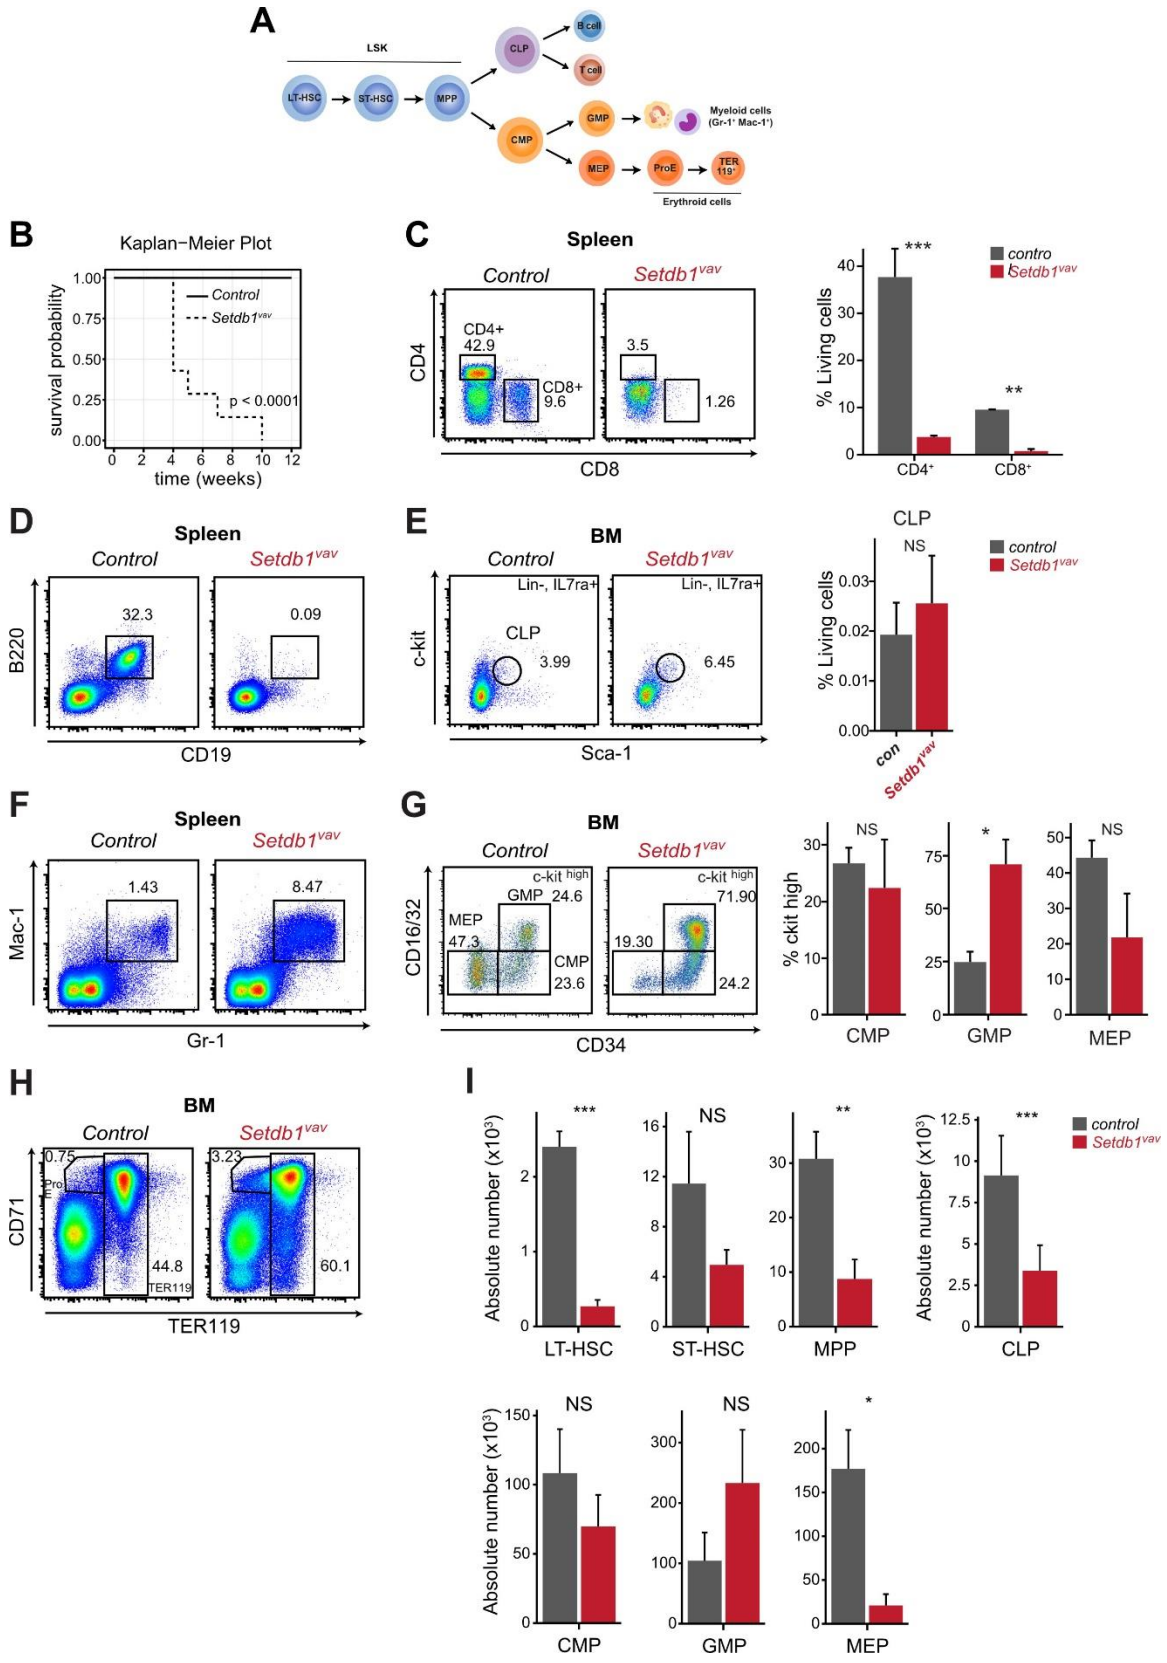 A
LSK
LT-HSC
ST-HSC
MPP
CLP
B cell
T cell
CMP
GMP
Myeloid cells
(Gr-1⁺ Mac-1⁺)
MEP
ProE
TER
119⁺
Erythroid cells
B
Kaplan−Meier Plot
survival probability
1.00
0.75
0.50
0.25
0.00
Control
Setdb1ᵛᵃᵛ
p < 0.0001
0 2 4 6 8 10 12
time (weeks)
C
Spleen
Control
Setdb1ᵛᵃᵛ
CD4
CD4+
42.9
CD8+
9.6
3.5
1.26
CD8
% Living cells
40
30
20
10
0
***
**
CD4⁺
CD8⁺
contro
l
Setdb1ᵛᵃᵛ
D
Spleen
Control
Setdb1ᵛᵃᵛ
B220
32.3
0.09
CD19
E
BM
Control
Setdb1ᵛᵃᵛ
c-kit
Lin-, IL7ra+
CLP
3.99
Lin-, IL7ra+
6.45
Sca-1
CLP
NS
% Living cells
0.03
0.02
0.01
0.00
con
Setdb1ᵛᵃᵛ
control
Setdb1ᵛᵃᵛ
F
Spleen
Control
Setdb1ᵛᵃᵛ
Mac-1
1.43
8.47
Gr-1
G
BM
Control
Setdb1ᵛᵃᵛ
CD16/32
c-kit ʰⁱᵍʰ
GMP 24.6
MEP
47.3
CMP
23.6
c-kit ʰⁱᵍʰ
71.90
19.30
24.2
CD34
% ckit high
30
20
10
0
NS
CMP
75
50
25
0
*
GMP
50
40
30
20
10
0
NS
MEP
H
BM
Control
Setdb1ᵛᵃᵛ
CD71
0.75
Pro
E
44.8
TER119
3.23
60.1
TER119
I
Absolute number (x10³)
2
1
0
***
LT-HSC
16
12
8
4
0
NS
ST-HSC
30
20
10
0
**
MPP
Absolute number (x10³)
12.5
10
7.5
5
2.5
0
***
CLP
control
Setdb1ᵛᵃᵛ
Absolute number (x10³)
150
100
50
0
NS
CMP
300
200
100
0
NS
GMP
200
150
100
50
0
*
MEP